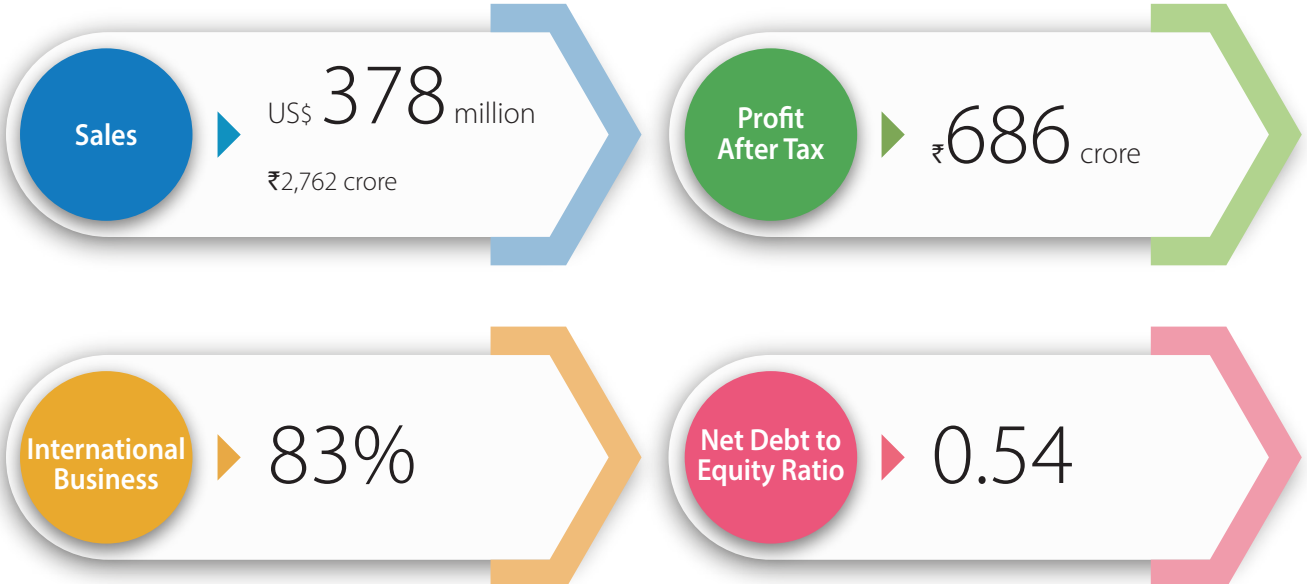 Sales
US$ 378 million
₹2,762 crore
Profit
After Tax
₹686 crore
International
Business
83%
Net Debt to
Equity Ratio
0.54